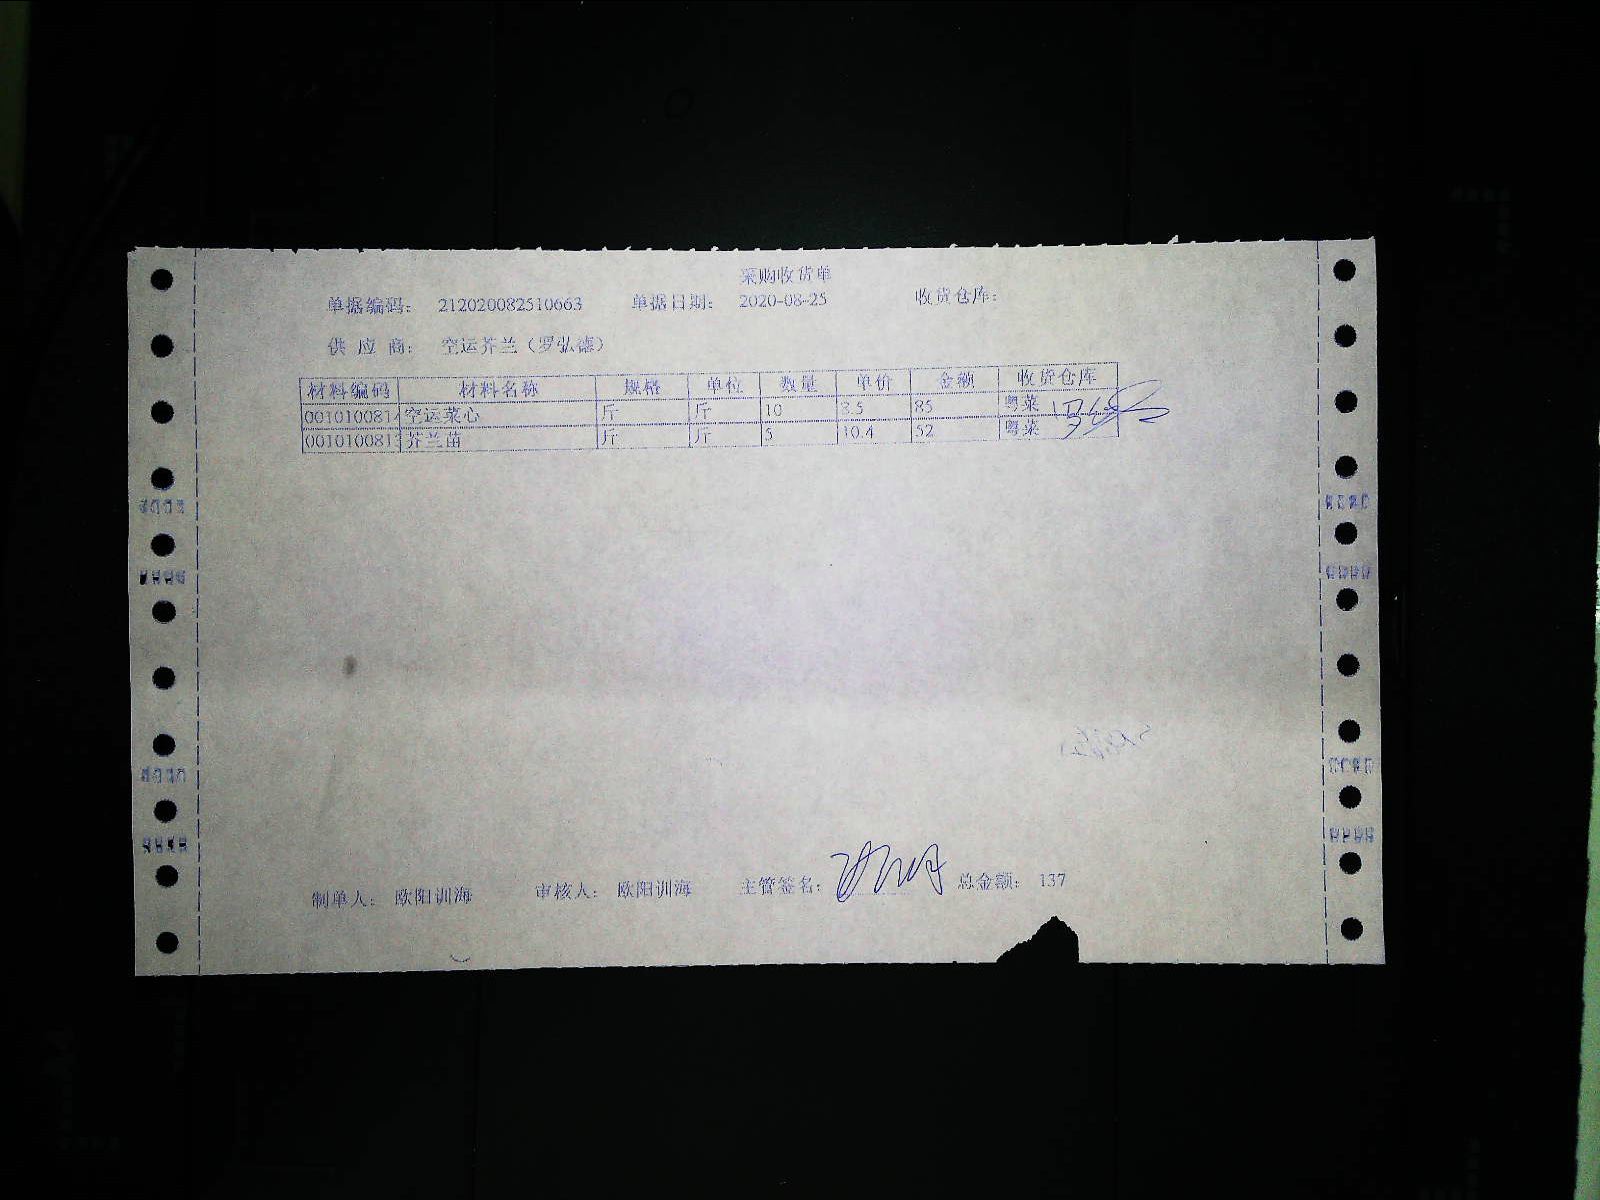 采购收货单
单据编码: 212020082510663 单据日期: 2020-08-25 收货仓库:
供应商: 空运芥兰（罗弘德）
材料编码 材料名称 规格 单位 数量 单价 金额 收货仓库
0010100814 空运菜心 斤 斤 10 8.5 85 粤菜
0010100813 芥兰苗 斤 斤 5 10.4 52 粤菜
制单人: 欧阳训海 审核人: 欧阳训海 主管签名: 总金额: 137